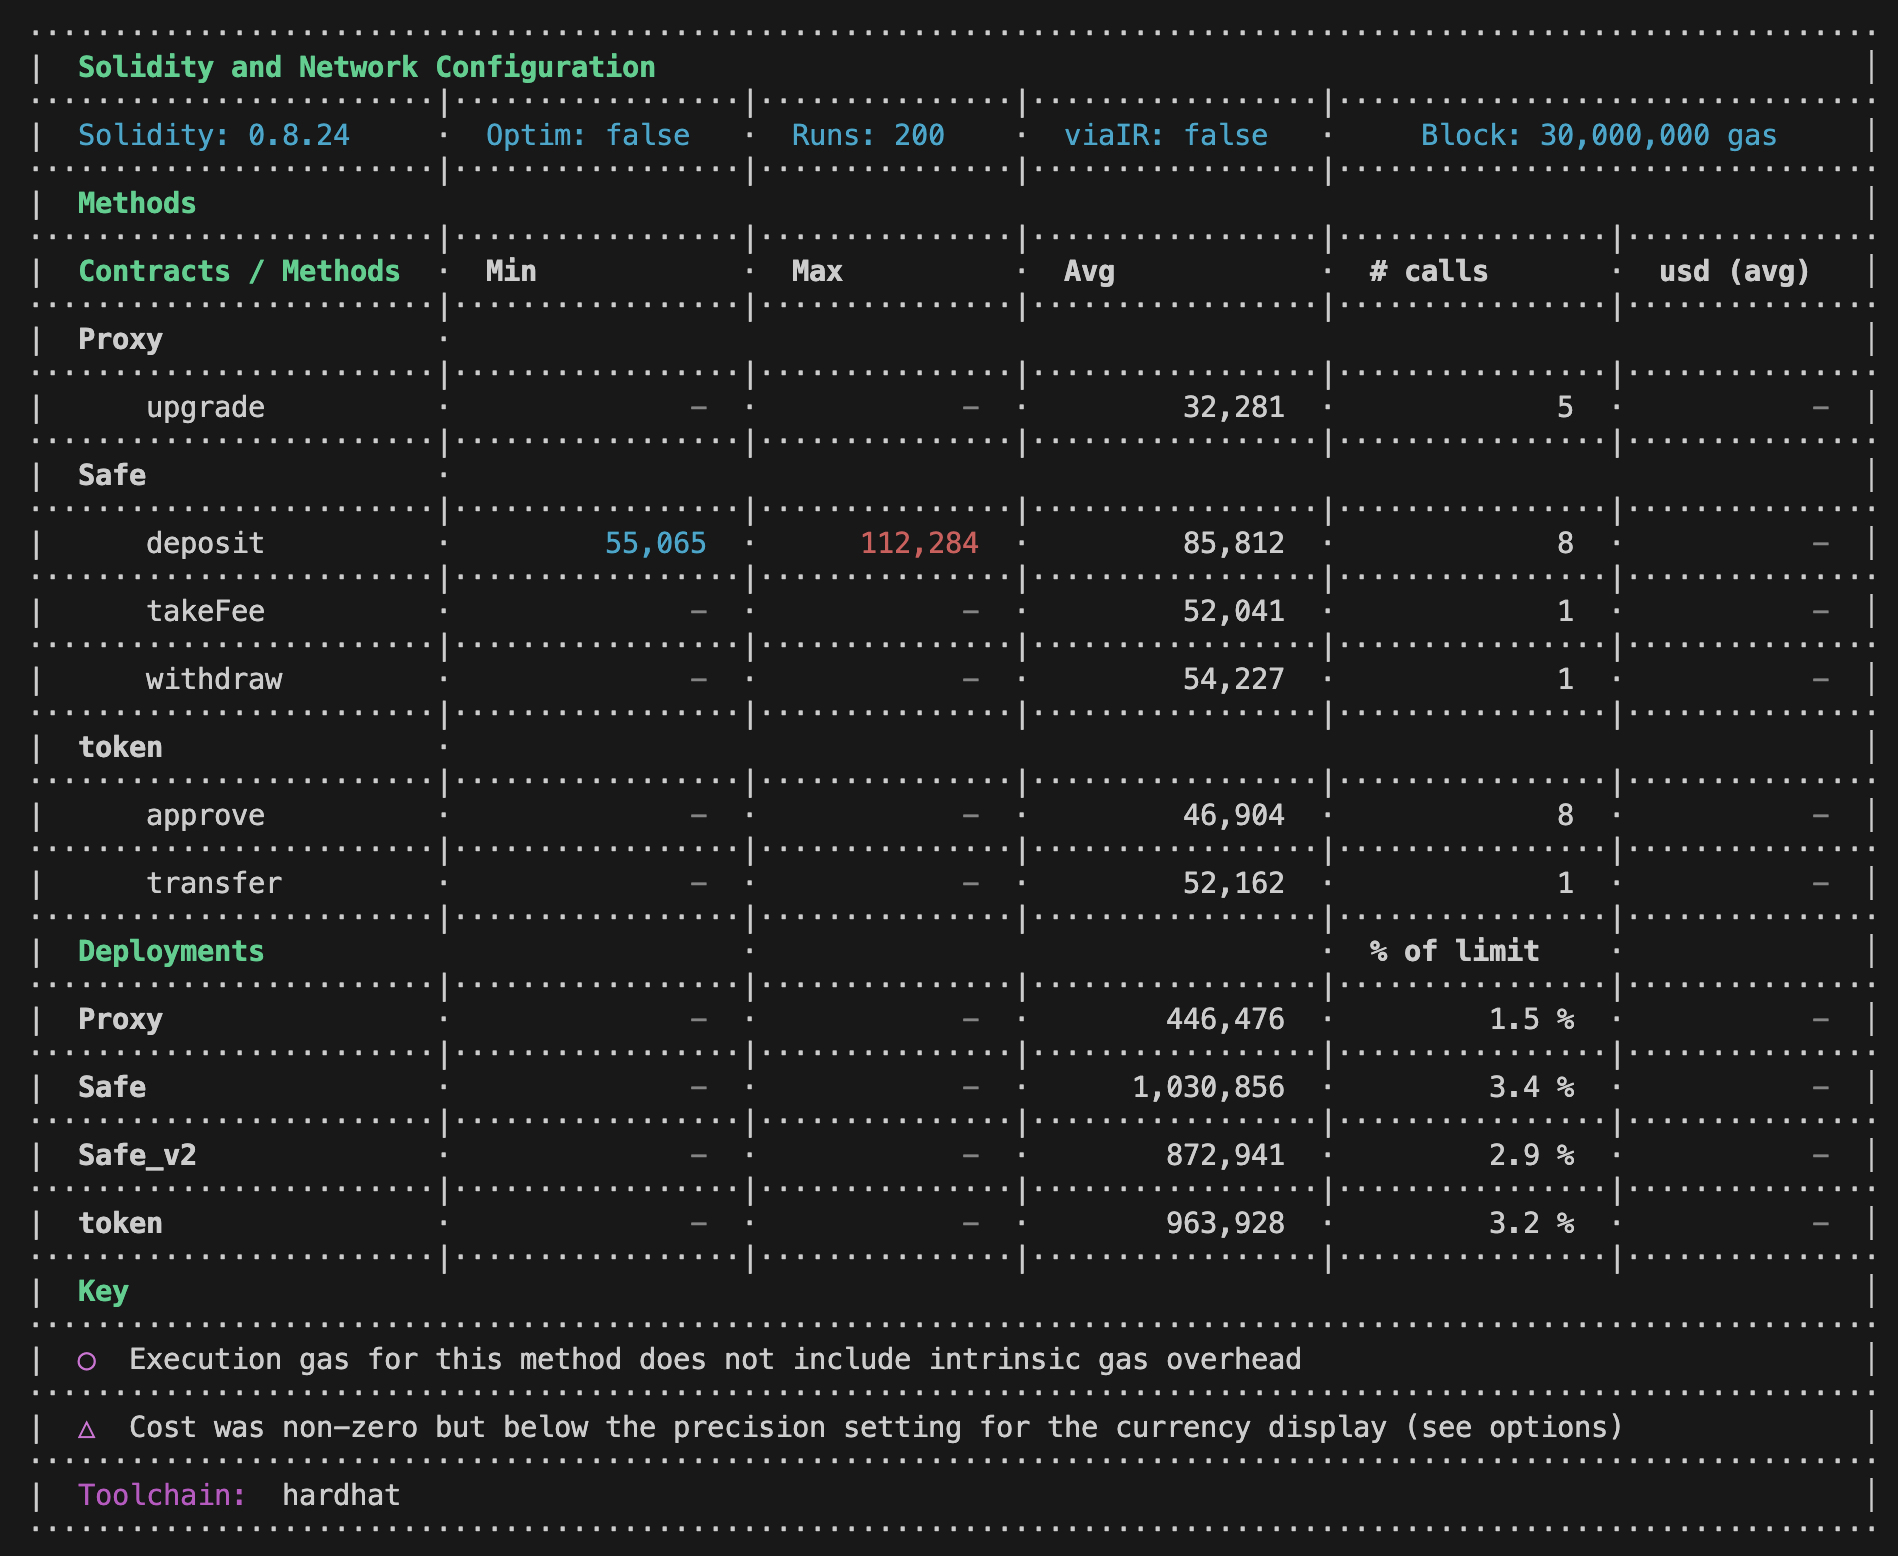 Solidity and Network Configuration
Solidity: 0.8.24 · Optim: false · Runs: 200 · viaIR: false · Block: 30,000,000 gas
Methods
Contracts / Methods · Min · Max · Avg · # calls · usd (avg)
Proxy ·
upgrade · – · – · 32,281 · 5 · –
Safe ·
deposit · 55,065 · 112,284 · 85,812 · 8 · –
takeFee · – · – · 52,041 · 1 · –
withdraw · – · – · 54,227 · 1 · –
token ·
approve · – · – · 46,904 · 8 · –
transfer · – · – · 52,162 · 1 · –
Deployments · · % of limit ·
Proxy · – · – · 446,476 · 1.5 % · –
Safe · – · – · 1,030,856 · 3.4 % · –
Safe_v2 · – · – · 872,941 · 2.9 % · –
token · – · – · 963,928 · 3.2 % · –
Key
◯ Execution gas for this method does not include intrinsic gas overhead
△ Cost was non-zero but below the precision setting for the currency display (see options)
Toolchain: hardhat